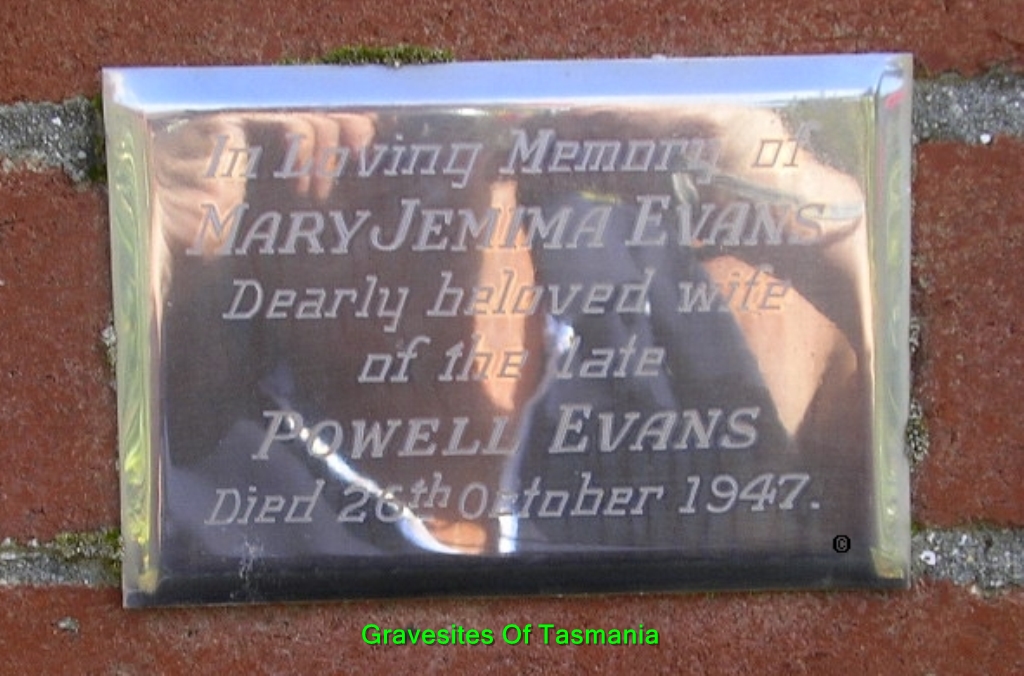 In Loving Memory of
MARY JEMIMA EVANS
Dearly beloved wife
of the late
POWELL EVANS
Died 26th October 1947.
©
Gravesites Of Tasmania